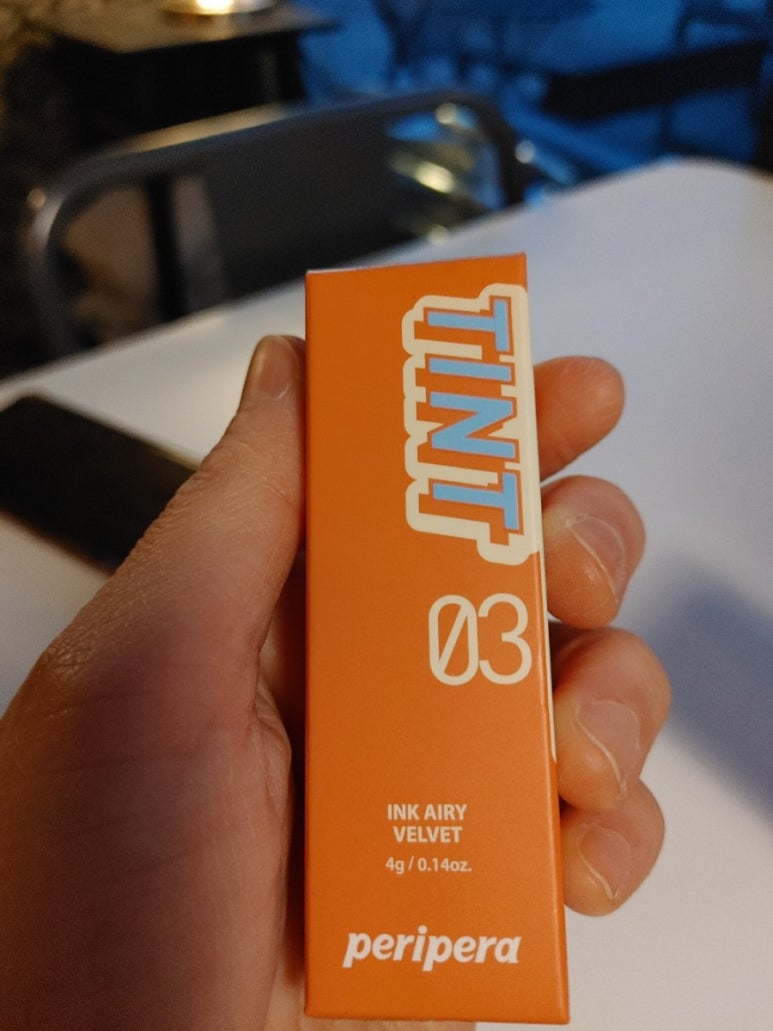 TINT
03
INK AIRY
VELVET
4g / 0.14oz.
peripera